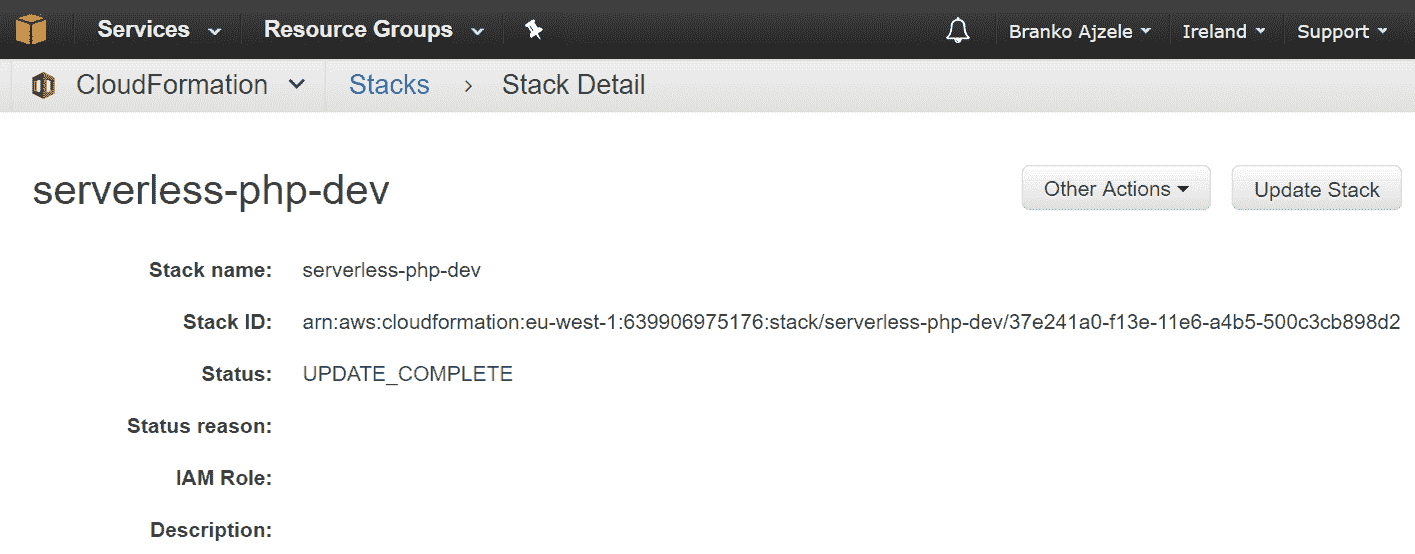 Services Resource Groups Branko Ajzele Ireland Support
CloudFormation Stacks > Stack Detail
serverless-php-dev Other Actions Update Stack
Stack name: serverless-php-dev
Stack ID: arn:aws:cloudformation:eu-west-1:639906975176:stack/serverless-php-dev/37e241a0-f13e-11e6-a4b5-500c3cb898d2
Status: UPDATE_COMPLETE
Status reason:
IAM Role:
Description: